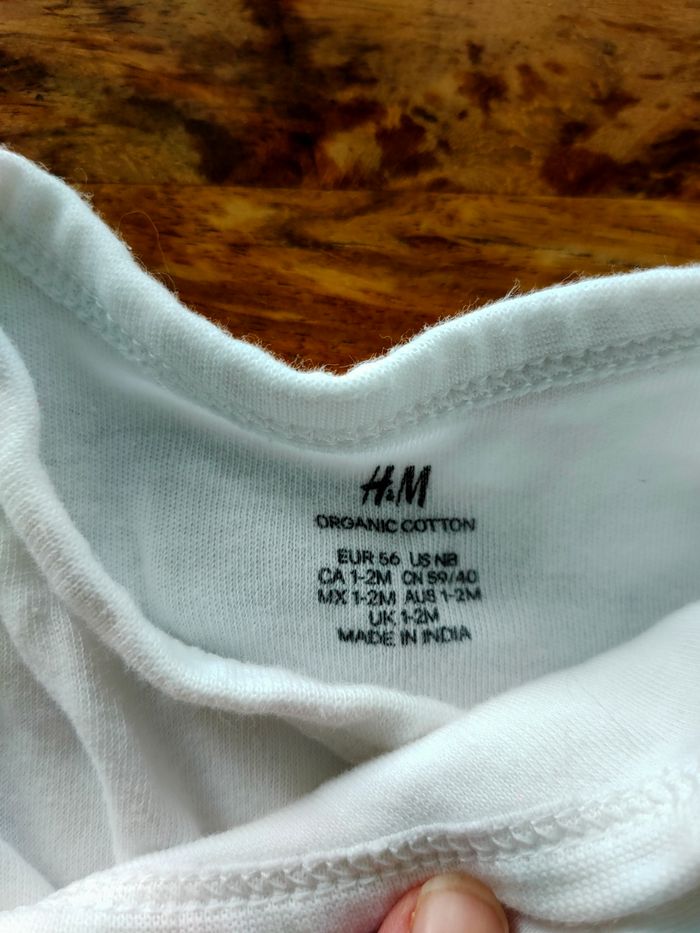 H&M
ORGANIC COTTON
EUR 56 US NB
CA 1-2M CN 59/40
MX 1-2M AUS 1-2M
UK 1-2M
MADE IN INDIA